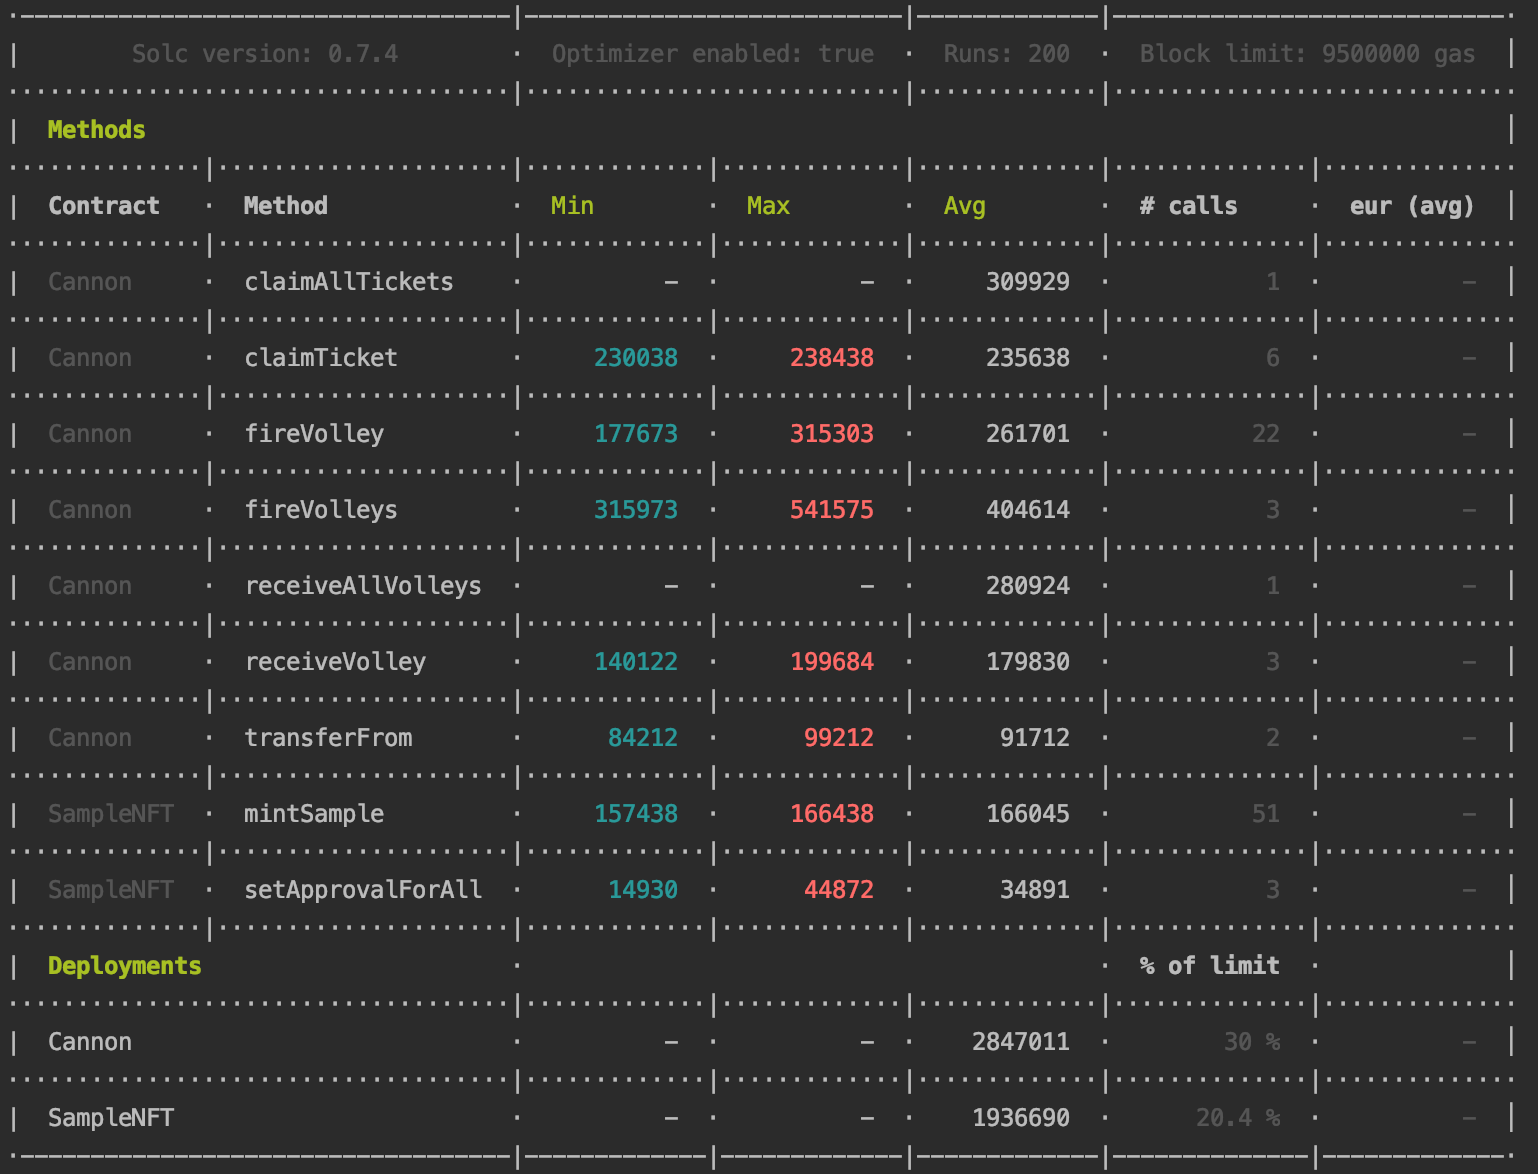 Solc version: 0.7.4 · Optimizer enabled: true · Runs: 200 · Block limit: 9500000 gas
Methods
Contract · Method · Min · Max · Avg · # calls · eur (avg)
Cannon · claimAllTickets · – · – · 309929 · 1 · –
Cannon · claimTicket · 230038 · 238438 · 235638 · 6 · –
Cannon · fireVolley · 177673 · 315303 · 261701 · 22 · –
Cannon · fireVolleys · 315973 · 541575 · 404614 · 3 · –
Cannon · receiveAllVolleys · – · – · 280924 · 1 · –
Cannon · receiveVolley · 140122 · 199684 · 179830 · 3 · –
Cannon · transferFrom · 84212 · 99212 · 91712 · 2 · –
SampleNFT · mintSample · 157438 · 166438 · 166045 · 51 · –
SampleNFT · setApprovalForAll · 14930 · 44872 · 34891 · 3 · –
Deployments · · % of limit ·
Cannon · – · – · 2847011 · 30 % · –
SampleNFT · – · – · 1936690 · 20.4 % · –